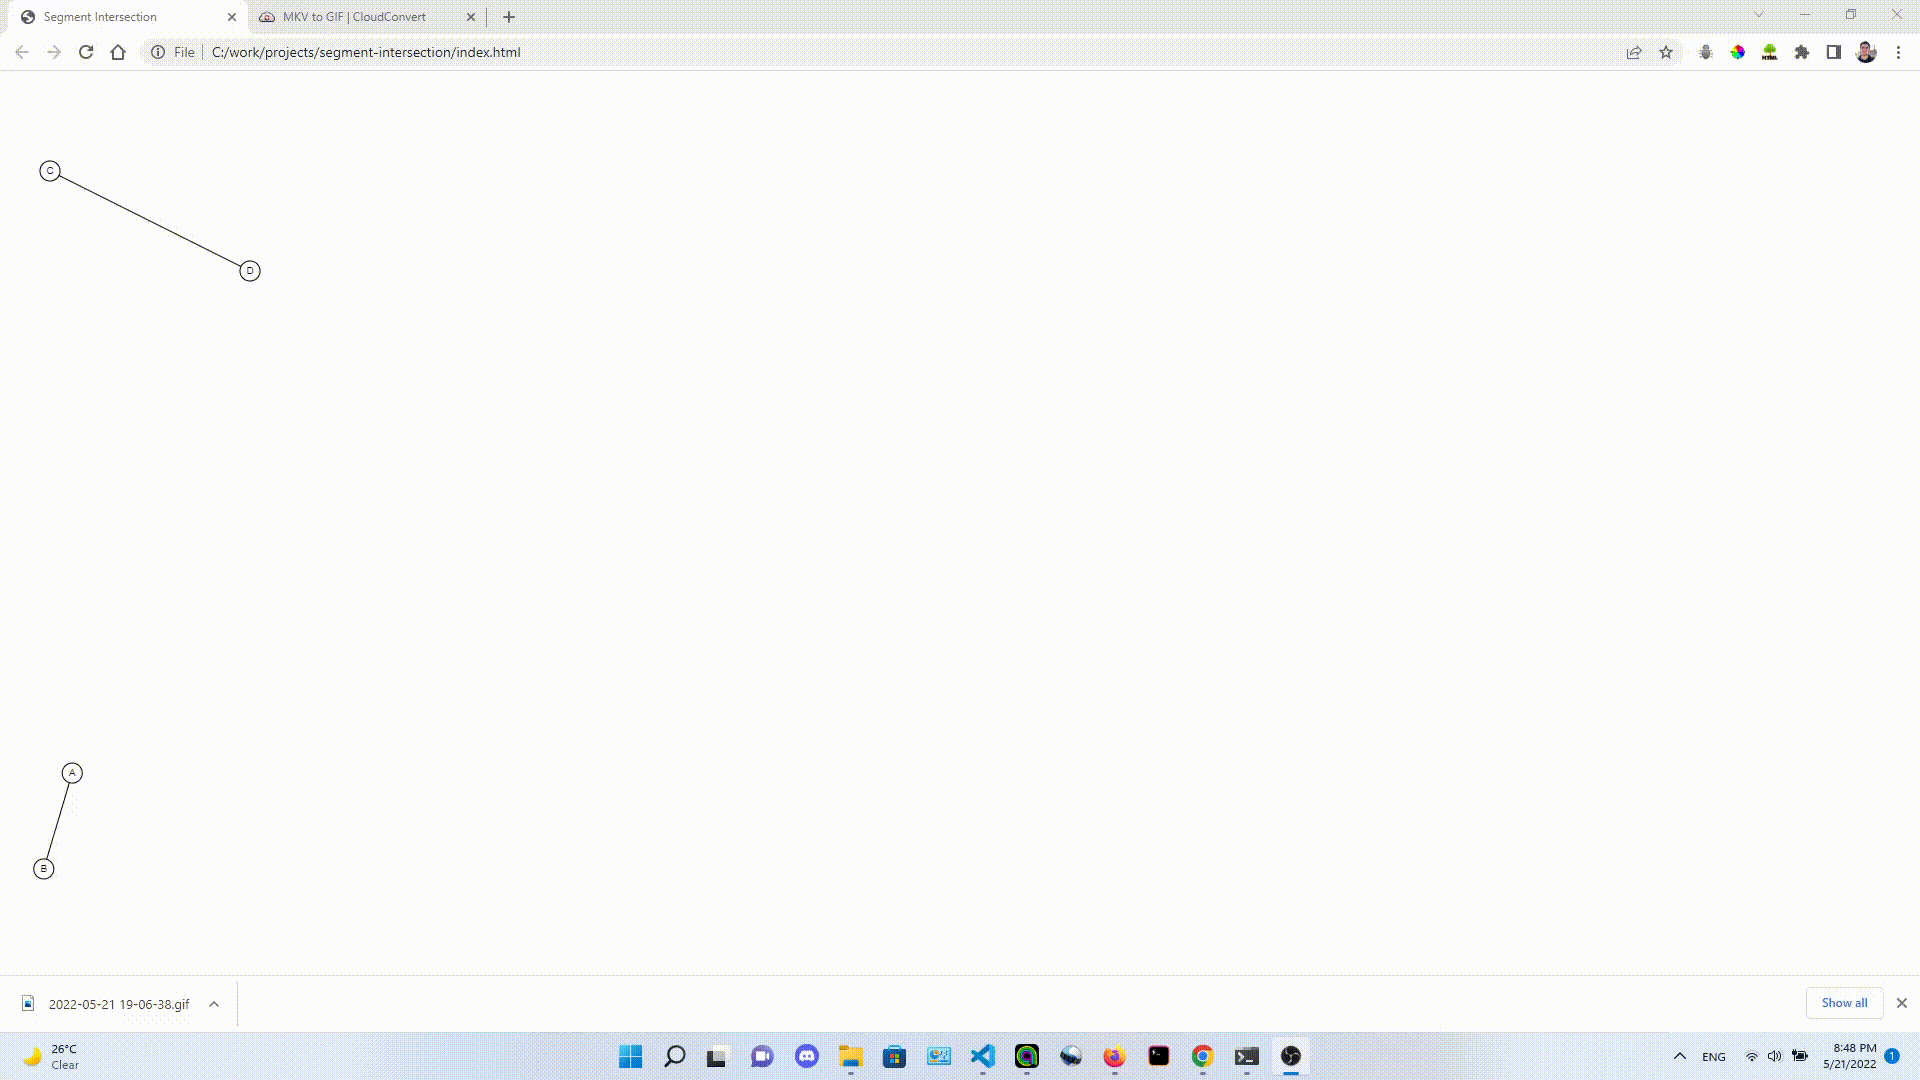 Segment Intersection
MKV to GIF | CloudConvert
File
C:/work/projects/segment-intersection/index.html
HTML
C
D
A
B
2022-05-21 19-06-38.gif
Show all
26°C
Clear
ENG
8:48 PM
5/21/2022
1